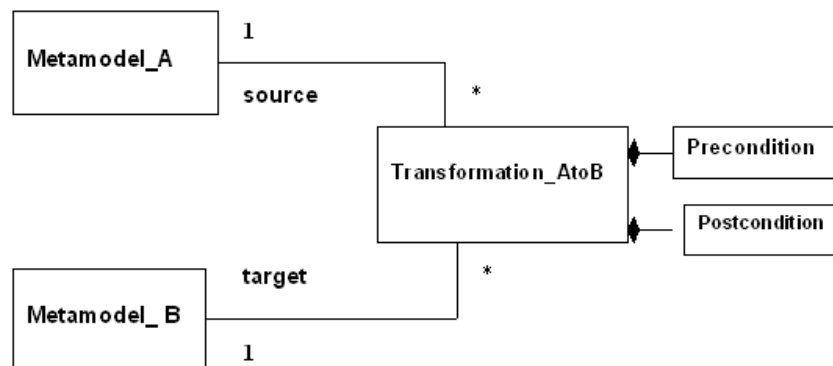 1
Metamodel_A
source
*
Precondition
Transformation_AtoB
Postcondition
target
*
Metamodel_ B
1